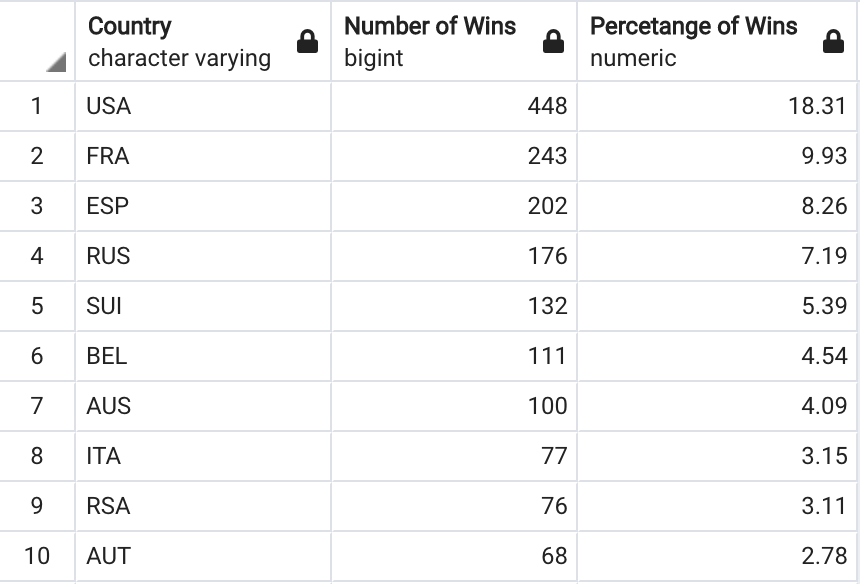 Country Number of Wins Percetange of Wins
character varying bigint numeric
1 USA 448 18.31
2 FRA 243 9.93
3 ESP 202 8.26
4 RUS 176 7.19
5 SUI 132 5.39
6 BEL 111 4.54
7 AUS 100 4.09
8 ITA 77 3.15
9 RSA 76 3.11
10 AUT 68 2.78